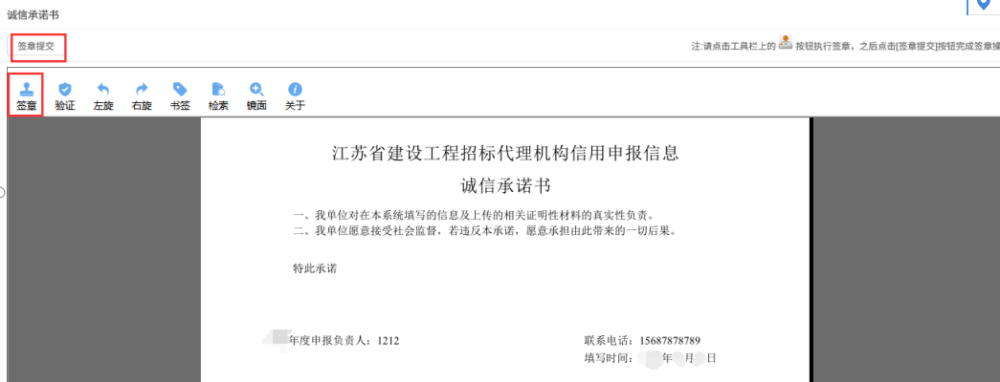 诚信承诺书
签章提交 注:请点击工具栏上的 按钮执行签章，之后点击[签章提交]按钮完成签章操
签章 验证 左旋 右旋 书签 检索 镜面 关于
江苏省建设工程招标代理机构信用申报信息
诚信承诺书
一、我单位对在本系统填写的信息及上传的相关证明性材料的真实性负责。
二、我单位愿意接受社会监督，若违反本承诺，愿意承担由此带来的一切后果。
特此承诺
年度申报负责人：1212 联系电话：15687878789
填写时间： 年 月 日